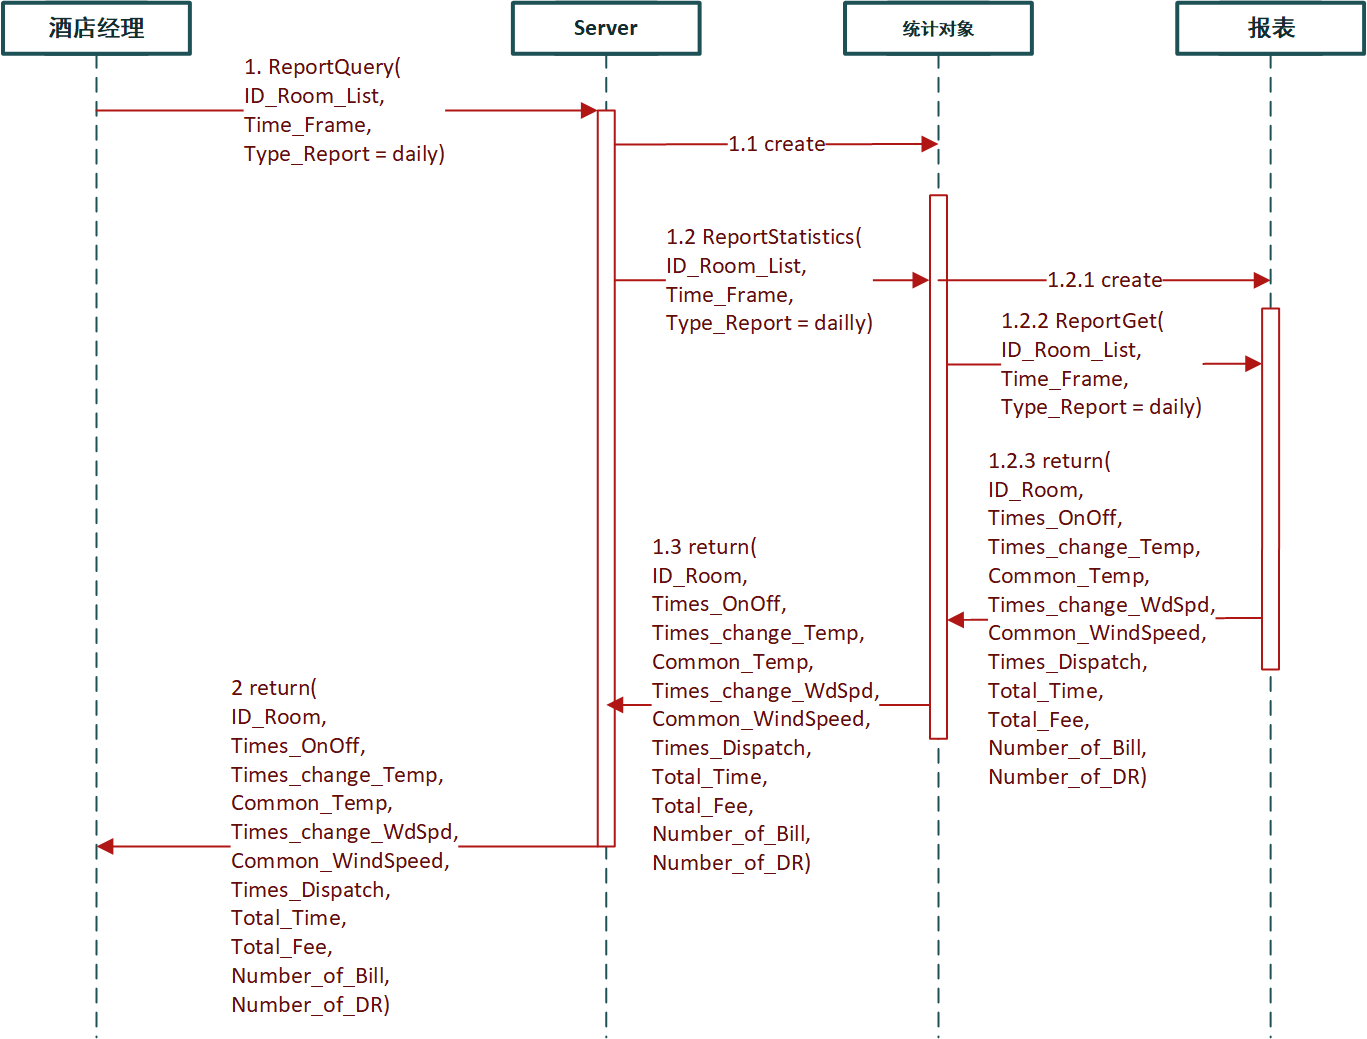 酒店经理
Server
统计对象
报表
1. ReportQuery(
ID_Room_List,
Time_Frame,
Type_Report = daily)
1.1 create
1.2 ReportStatistics(
ID_Room_List,
Time_Frame,
Type_Report = dailly)
1.2.1 create
1.2.2 ReportGet(
ID_Room_List,
Time_Frame,
Type_Report = daily)
1.2.3 return(
ID_Room,
Times_OnOff,
Times_change_Temp,
Common_Temp,
Times_change_WdSpd,
Common_WindSpeed,
Times_Dispatch,
Total_Time,
Total_Fee,
Number_of_Bill,
Number_of_DR)
1.3 return(
ID_Room,
Times_OnOff,
Times_change_Temp,
Common_Temp,
Times_change_WdSpd,
Common_WindSpeed,
Times_Dispatch,
Total_Time,
Total_Fee,
Number_of_Bill,
Number_of_DR)
2 return(
ID_Room,
Times_OnOff,
Times_change_Temp,
Common_Temp,
Times_change_WdSpd,
Common_WindSpeed,
Times_Dispatch,
Total_Time,
Total_Fee,
Number_of_Bill,
Number_of_DR)